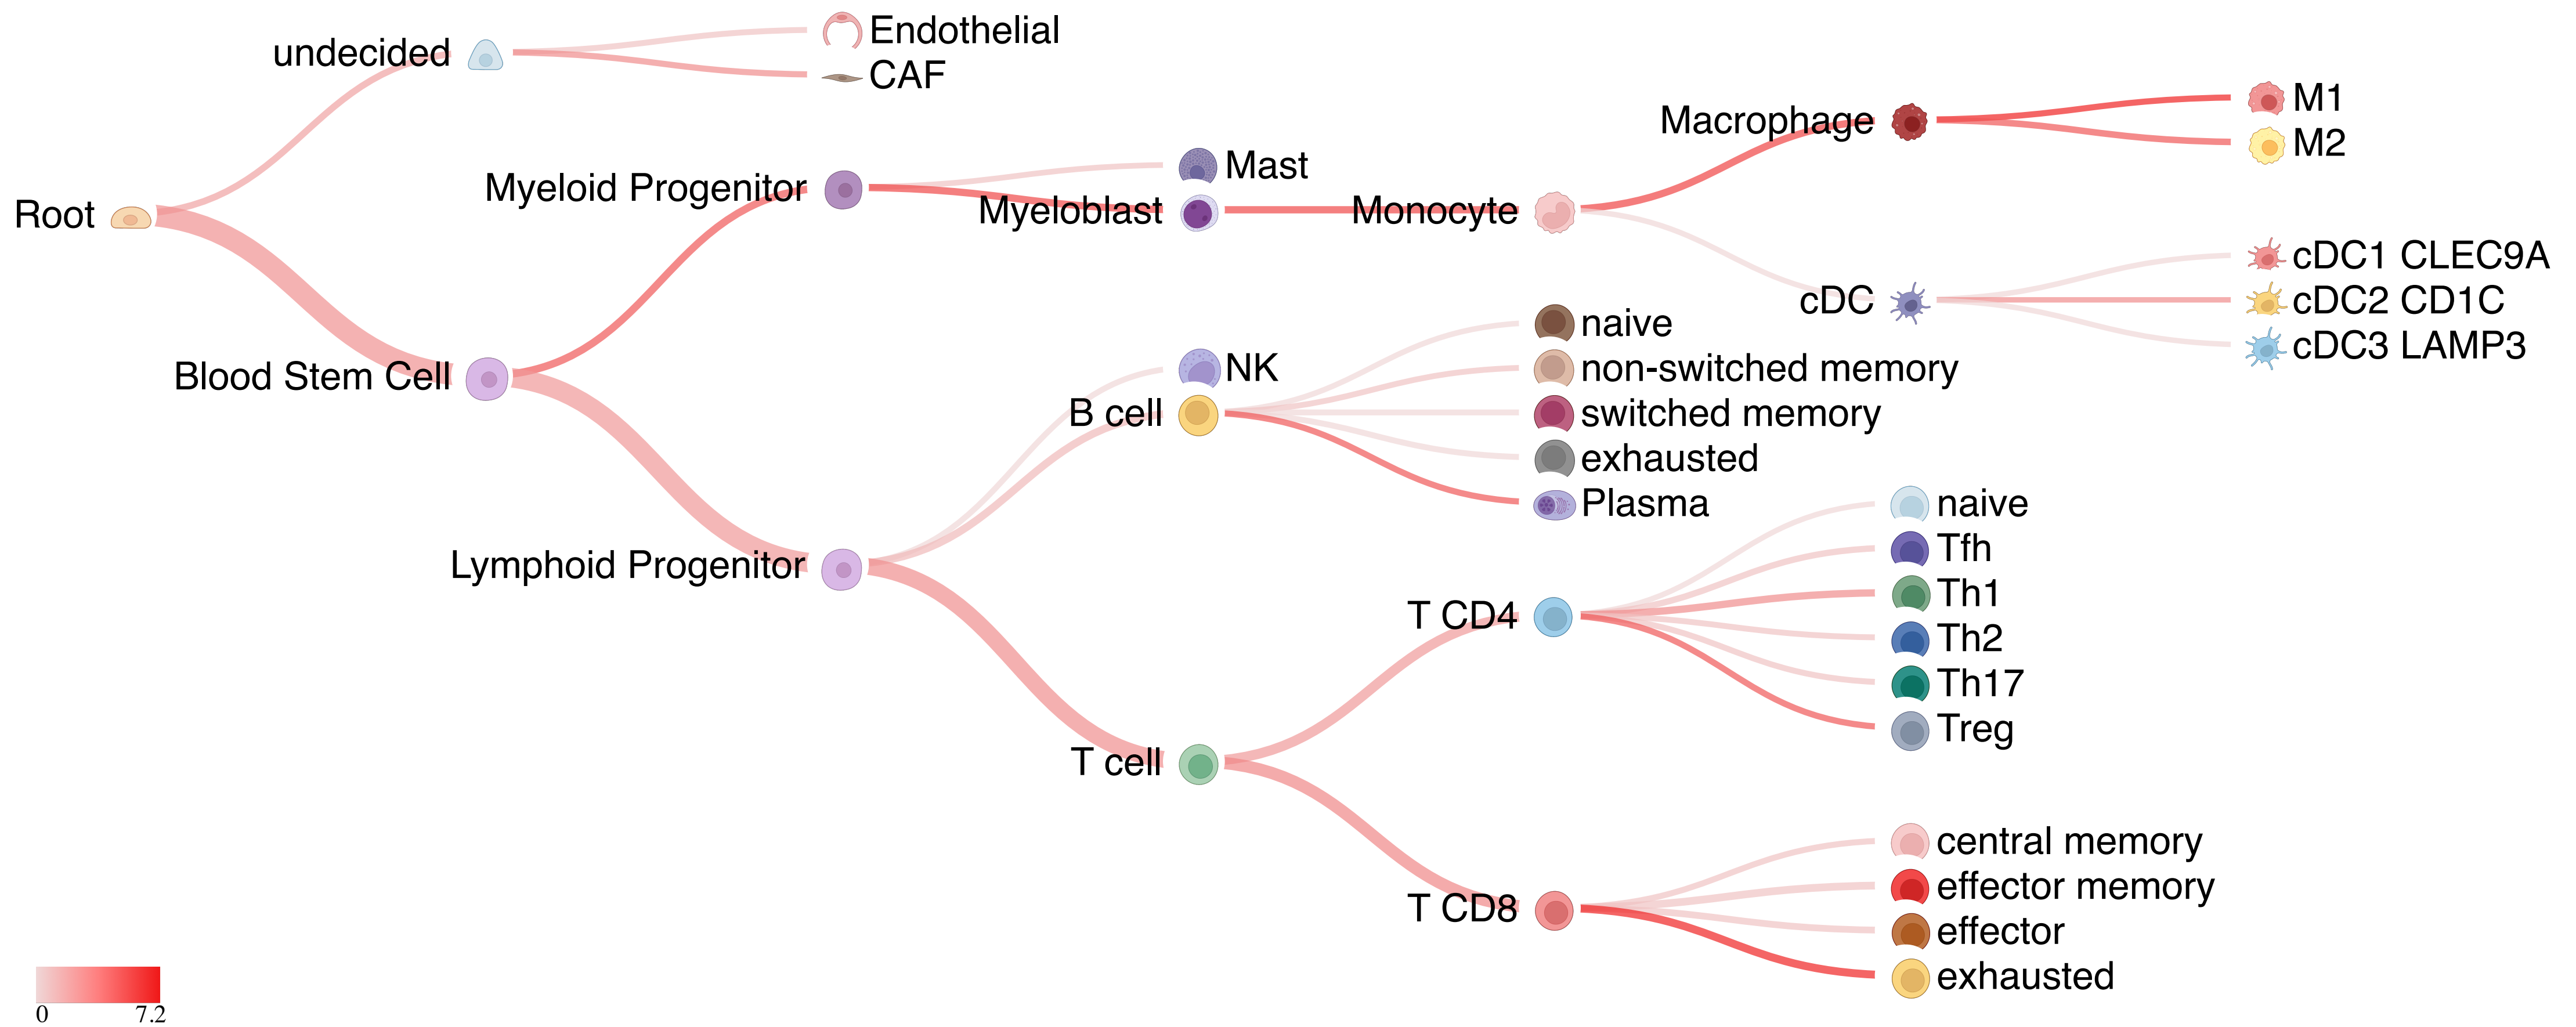 Endothelial
undecided
CAF
M1
Macrophage
M2
Mast
Myeloid Progenitor
Root
Myeloblast
Monocyte
cDC1 CLEC9A
cDC
cDC2 CD1C
naive
cDC3 LAMP3
Blood Stem Cell
NK
non-switched memory
B cell
switched memory
exhausted
Plasma
naive
Tfh
Lymphoid Progenitor
Th1
T CD4
Th2
Th17
Treg
T cell
central memory
effector memory
T CD8
effector
exhausted
0 7.2